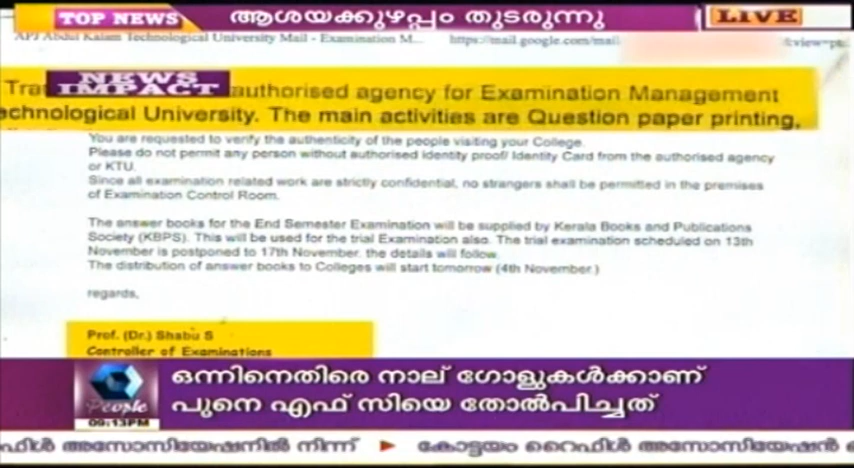 TOP NEWS
ആശയക്കുഴപ്പം തുടരുന്നു
LIVE
APJ Abdul Kalam Technological University Mail - Examination M... https://mail.google.com/mail
&view=pt
NEWS
IMPACT
Tra
authorised agency for Examination Management
echnological University. The main activities are Question paper printing,
You are requested to verify the authenticity of the people visiting your College.
Please do not permit any person without authorised identity proof/ Identity Card from the authorised agency
or KTU.
Since all examination related work are strictly confidential, no strangers shall be permitted in the premises
of Examination Control Room.
The answer books for the End Semester Examination will be supplied by Kerala Books and Publications
Society (KBPS). This will be used for the trial Examination also. The trial examination scheduled on 13th
November is postponed to 17th November. the details will follow.
The distribution of answer books to Colleges will start tomorrow (4th November.)
regards,
Prof. (Dr.) Shabu S
Controller of Examinations
People
09:13PM
ഒന്നിനെതിരെ നാല് ഗോളുകൾക്കാണ്
പൂനെ എഫ് സിയെ തോൽപിച്ചത്
ഫിൾ അസോസിയേഷനിൽ നിന്ന് ► കോട്ടയം റൈഫിൾ അസോസിയേഷൻ